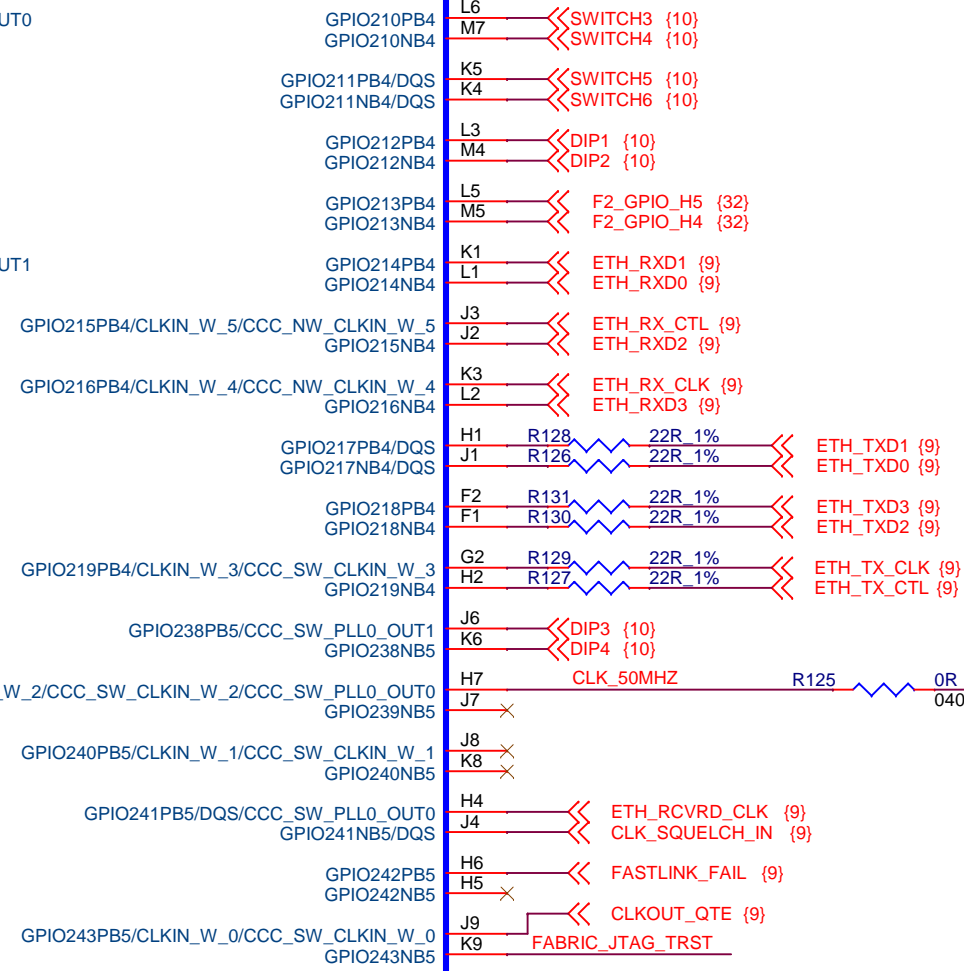 UT0
GPIO210PB4 L6 SWITCH3 {10}
GPIO210NB4 M7 SWITCH4 {10}
GPIO211PB4/DQS K5 SWITCH5 {10}
GPIO211NB4/DQS K4 SWITCH6 {10}
GPIO212PB4 L3 DIP1 {10}
GPIO212NB4 M4 DIP2 {10}
GPIO213PB4 L5 F2_GPIO_H5 {32}
GPIO213NB4 M5 F2_GPIO_H4 {32}
UT1
GPIO214PB4 K1 ETH_RXD1 {9}
GPIO214NB4 L1 ETH_RXD0 {9}
GPIO215PB4/CLKIN_W_5/CCC_NW_CLKIN_W_5 J3 ETH_RX_CTL {9}
GPIO215NB4 J2 ETH_RXD2 {9}
GPIO216PB4/CLKIN_W_4/CCC_NW_CLKIN_W_4 K3 ETH_RX_CLK {9}
GPIO216NB4 L2 ETH_RXD3 {9}
GPIO217PB4/DQS H1 R128 22R_1% ETH_TXD1 {9}
GPIO217NB4/DQS J1 R126 22R_1% ETH_TXD0 {9}
GPIO218PB4 F2 R131 22R_1% ETH_TXD3 {9}
GPIO218NB4 F1 R130 22R_1% ETH_TXD2 {9}
GPIO219PB4/CLKIN_W_3/CCC_SW_CLKIN_W_3 G2 R129 22R_1% ETH_TX_CLK {9}
GPIO219NB4 H2 R127 22R_1% ETH_TX_CTL {9}
GPIO238PB5/CCC_SW_PLL0_OUT1 J6 DIP3 {10}
GPIO238NB5 K6 DIP4 {10}
_W_2/CCC_SW_CLKIN_W_2/CCC_SW_PLL0_OUT0 H7 CLK_50MHZ R125 0R
GPIO239NB5 J7 040
GPIO240PB5/CLKIN_W_1/CCC_SW_CLKIN_W_1 J8
GPIO240NB5 K8
GPIO241PB5/DQS/CCC_SW_PLL0_OUT0 H4 ETH_RCVRD_CLK {9}
GPIO241NB5/DQS J4 CLK_SQUELCH_IN {9}
GPIO242PB5 H6 FASTLINK_FAIL {9}
GPIO242NB5 H5
CLKOUT_QTE {9}
GPIO243PB5/CLKIN_W_0/CCC_SW_CLKIN_W_0 J9
GPIO243NB5 K9 FABRIC_JTAG_TRST